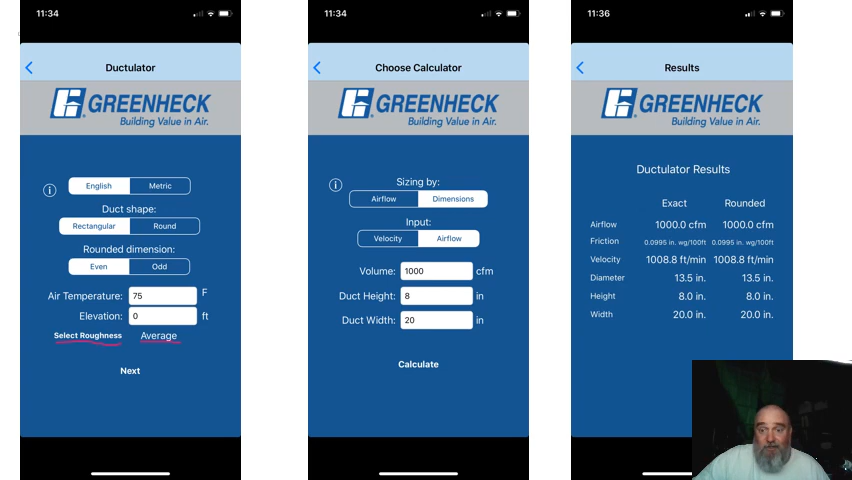 11:34
Ductulator
GREENHECK
Building Value in Air.
English Metric
Duct shape:
Rectangular Round
Rounded dimension:
Even Odd
Air Temperature: 75 F
Elevation: 0 ft
Select Roughness Average
Next
11:34
Choose Calculator
GREENHECK
Building Value in Air.
Sizing by:
Airflow Dimensions
Input:
Velocity Airflow
Volume: 1000 cfm
Duct Height: 8 in
Duct Width: 20 in
Calculate
11:36
Results
GREENHECK
Building Value in Air.
Ductulator Results
Exact Rounded
Airflow 1000.0 cfm 1000.0 cfm
Friction 0.0995 in. wg/100ft 0.0995 in. wg/100ft
Velocity 1008.8 ft/min 1008.8 ft/min
Diameter 13.5 in. 13.5 in.
Height 8.0 in. 8.0 in.
Width 20.0 in. 20.0 in.